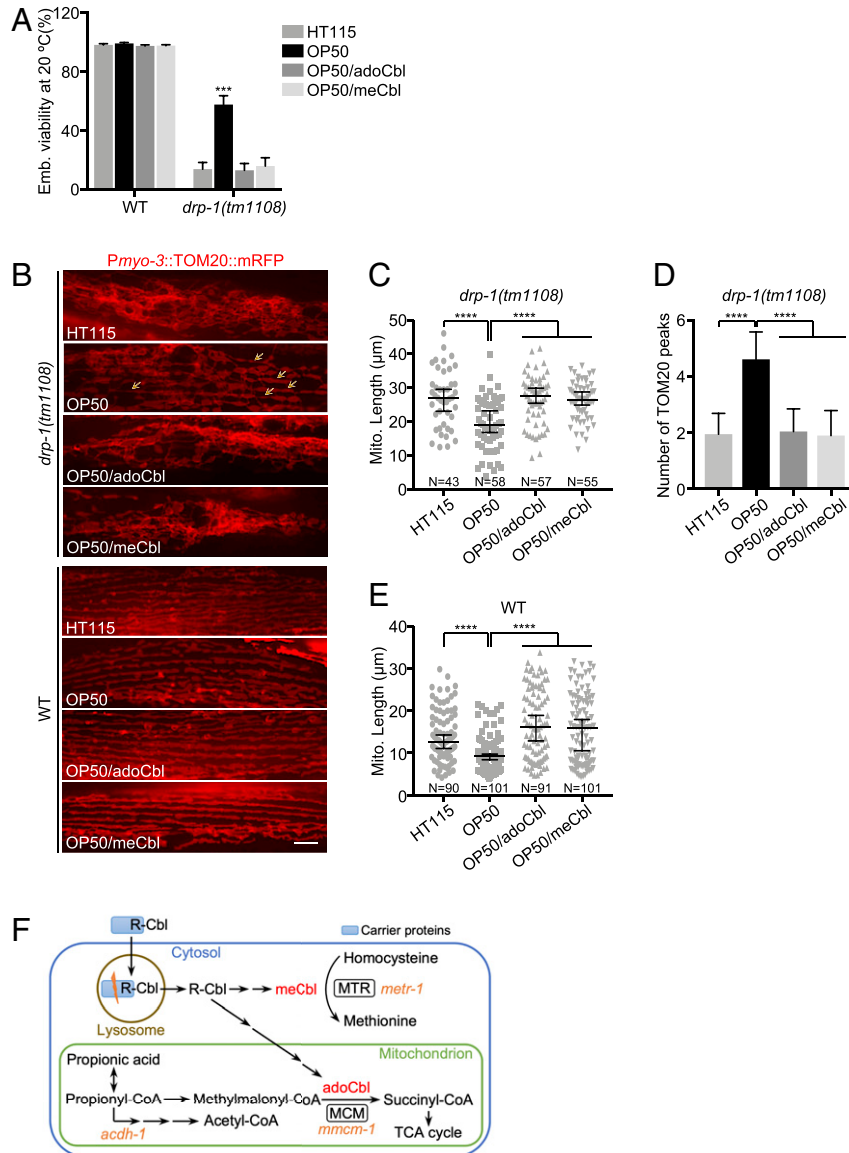 A
Emb. viability at 20 °C(%)
120
80
40
0
WT
drp-1(tm1108)
***
HT115
OP50
OP50/adoCbl
OP50/meCbl
B
Pmyo-3::TOM20::mRFP
drp-1(tm1108)
HT115
OP50
OP50/adoCbl
OP50/meCbl
WT
HT115
OP50
OP50/adoCbl
OP50/meCbl
C
drp-1(tm1108)
**** ****
Mito. Length (µm)
50
40
30
20
10
0
N=43 N=58 N=57 N=55
HT115
OP50
OP50/adoCbl
OP50/meCbl
D
drp-1(tm1108)
**** ****
Number of TOM20 peaks
6
4
2
0
HT115
OP50
OP50/adoCbl
OP50/meCbl
E
WT
**** ****
Mito. Length (µm)
40
30
20
10
0
N=90 N=101 N=91 N=101
HT115
OP50
OP50/adoCbl
OP50/meCbl
F
R-Cbl
Carrier proteins
Cytosol
R-Cbl
R-Cbl
meCbl
Lysosome
Homocysteine
MTR metr-1
Methionine
Mitochondrion
Propionic acid
adoCbl
Propionyl-CoA
Methylmalonyl-CoA
Succinyl-CoA
Acetyl-CoA
MCM
acdh-1
mmcm-1
TCA cycle